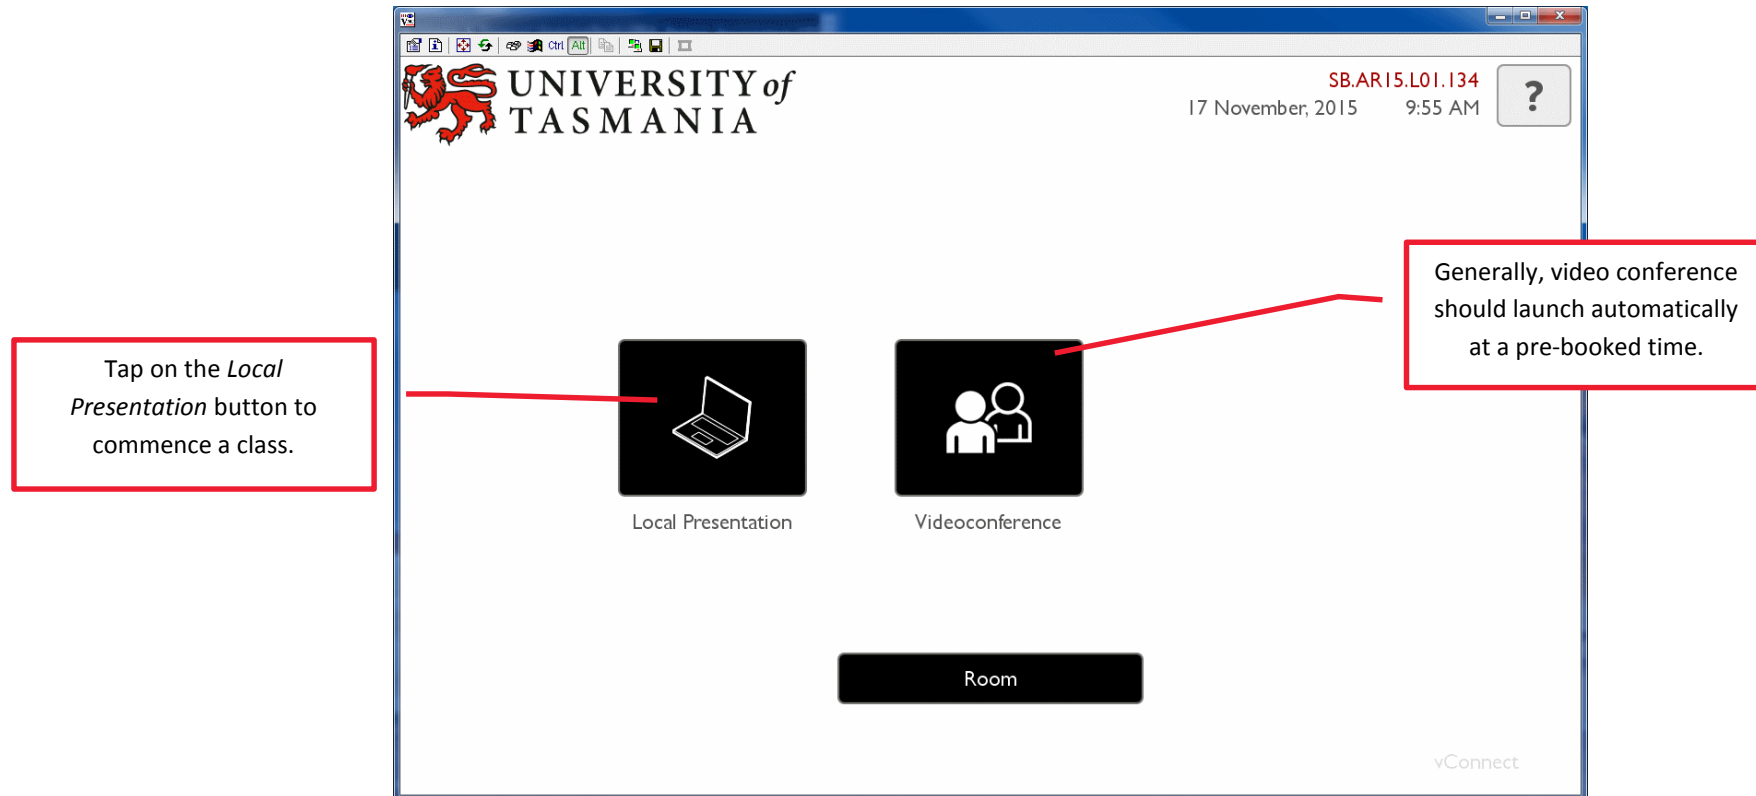 Ctrl Alt
UNIVERSITY of
TASMANIA
SB.AR15.L01.134
17 November, 2015 9:55 AM
?
Generally, video conference
should launch automatically
at a pre-booked time.
Tap on the Local
Presentation button to
commence a class.
Local Presentation
Videoconference
Room
vConnect